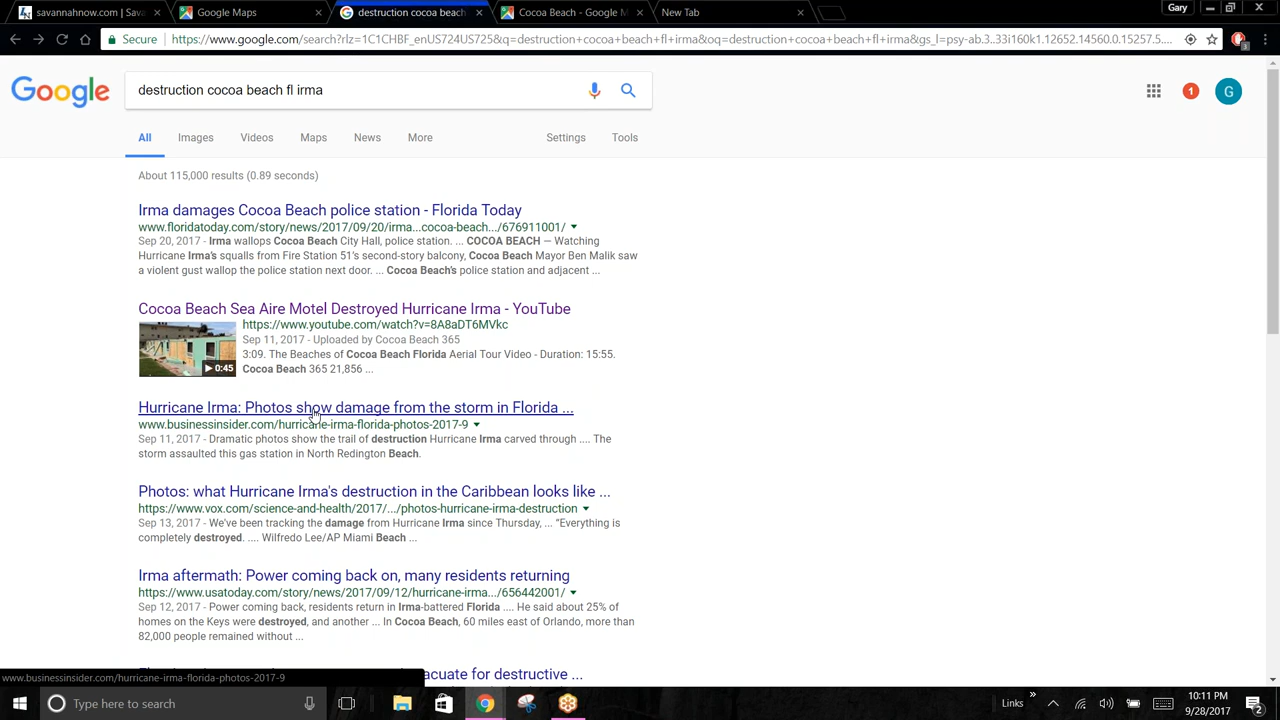 savannahnow.com | Sava
Google Maps
destruction cocoa beach
Cocoa Beach - Google M
New Tab
Gary
Secure
https://www.google.com/search?rlz=1C1CHBF_enUS724US725&q=destruction+cocoa+beach+fl+irma&oq=destruction+cocoa+beach+fl+irma&gs_l=psy-ab.3..33i160k1.12652.14560.0.15257.5....
3
Google
destruction cocoa beach fl irma
1
G
All
Images
Videos
Maps
News
More
Settings
Tools
About 115,000 results (0.89 seconds)
Irma damages Cocoa Beach police station - Florida Today
www.floridatoday.com/story/news/2017/09/20/irma...cocoa-beach.../676911001/
Sep 20, 2017 - Irma wallops Cocoa Beach City Hall, police station. ... COCOA BEACH — Watching
Hurricane Irma's squalls from Fire Station 51's second-story balcony, Cocoa Beach Mayor Ben Malik saw
a violent gust wallop the police station next door. ... Cocoa Beach's police station and adjacent ...
Cocoa Beach Sea Aire Motel Destroyed Hurricane Irma - YouTube
https://www.youtube.com/watch?v=8A8aDT6MVkc
Sep 11, 2017 - Uploaded by Cocoa Beach 365
3:09. The Beaches of Cocoa Beach Florida Aerial Tour Video - Duration: 15:55.
0:45
Cocoa Beach 365 21,856 ...
Hurricane Irma: Photos show damage from the storm in Florida ...
www.businessinsider.com/hurricane-irma-florida-photos-2017-9
Sep 11, 2017 - Dramatic photos show the trail of destruction Hurricane Irma carved through .... The
storm assaulted this gas station in North Redington Beach.
Photos: what Hurricane Irma's destruction in the Caribbean looks like ...
https://www.vox.com/science-and-health/2017/.../photos-hurricane-irma-destruction
Sep 13, 2017 - We've been tracking the damage from Hurricane Irma since Thursday, ... "Everything is
completely destroyed. .... Wilfredo Lee/AP Miami Beach ...
Irma aftermath: Power coming back on, many residents returning
https://www.usatoday.com/story/news/2017/09/12/hurricane-irma.../656442001/
Sep 12, 2017 - Power coming back, residents return in Irma-battered Florida .... He said about 25% of
homes on the Keys were destroyed, and another ... In Cocoa Beach, 60 miles east of Orlando, more than
82,000 people remained without ...
acuate for destructive ...
www.businessinsider.com/hurricane-irma-florida-photos-2017-9
Type here to search
Links
10:11 PM
9/28/2017
2